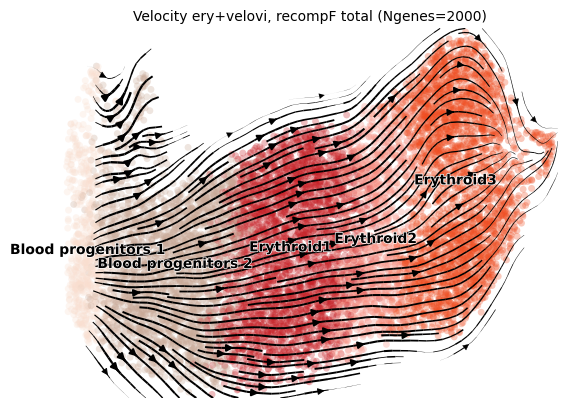 Velocity ery+velovi, recompF total (Ngenes=2000)
Erythroid3
Erythroid2
Erythroid1
Blood progenitors 1
Blood progenitors 2